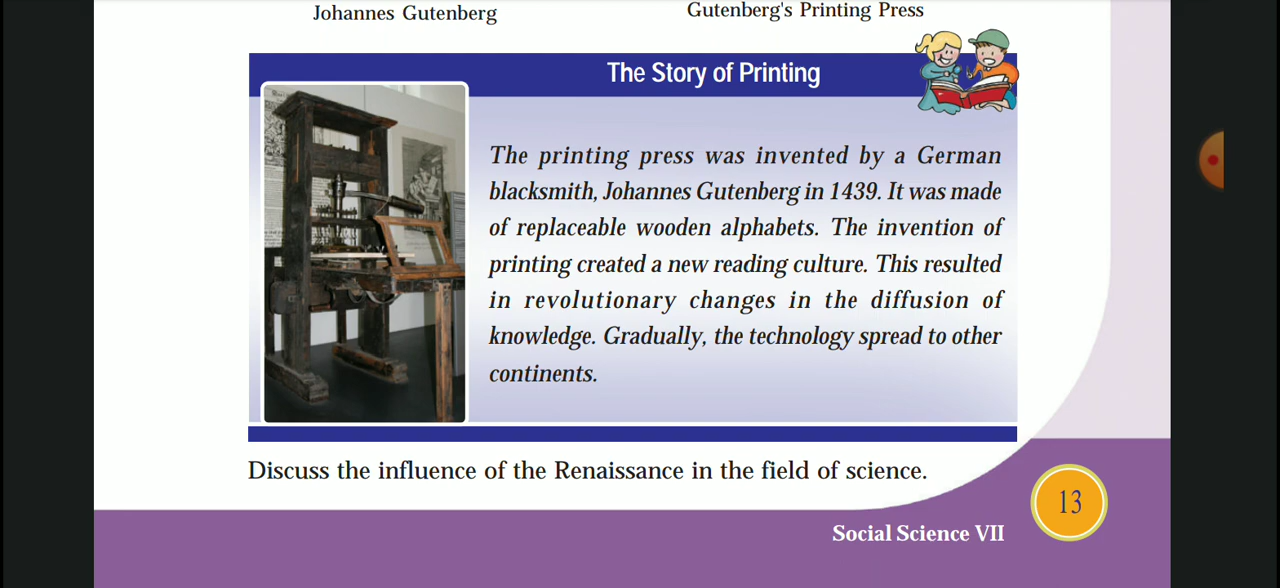 Johannes Gutenberg
Gutenberg's Printing Press
The Story of Printing
The printing press was invented by a German
blacksmith, Johannes Gutenberg in 1439. It was made
of replaceable wooden alphabets. The invention of
printing created a new reading culture. This resulted
in revolutionary changes in the diffusion of
knowledge. Gradually, the technology spread to other
continents.
Discuss the influence of the Renaissance in the field of science.
13
Social Science VII